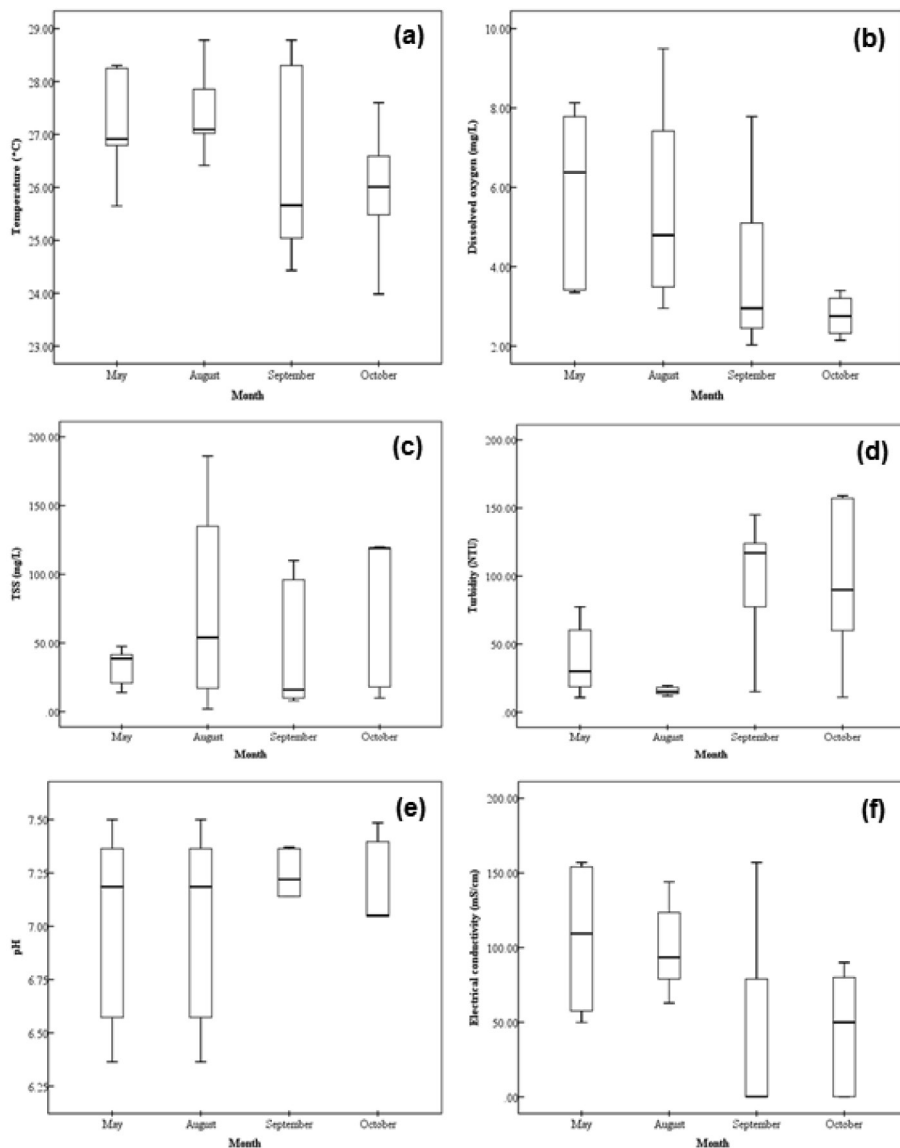 (a)
29.00
28.00
27.00
26.00
25.00
24.00
23.00
Temperature (°C)
May August September October
Month
(b)
10.00
8.00
6.00
4.00
2.00
Dissolved oxygen (mg/L)
May August September October
Month
(c)
200.00
150.00
100.00
50.00
.00
TSS (mg/L)
May August September October
Month
(d)
200.00
150.00
100.00
50.00
.00
Turbidity (NTU)
May August September October
Month
(e)
7.50
7.25
7.00
6.75
6.50
6.25
pH
May August September October
Month
(f)
200.00
150.00
100.00
50.00
.00
Electrical conductivity (mS/cm)
May August September October
Month